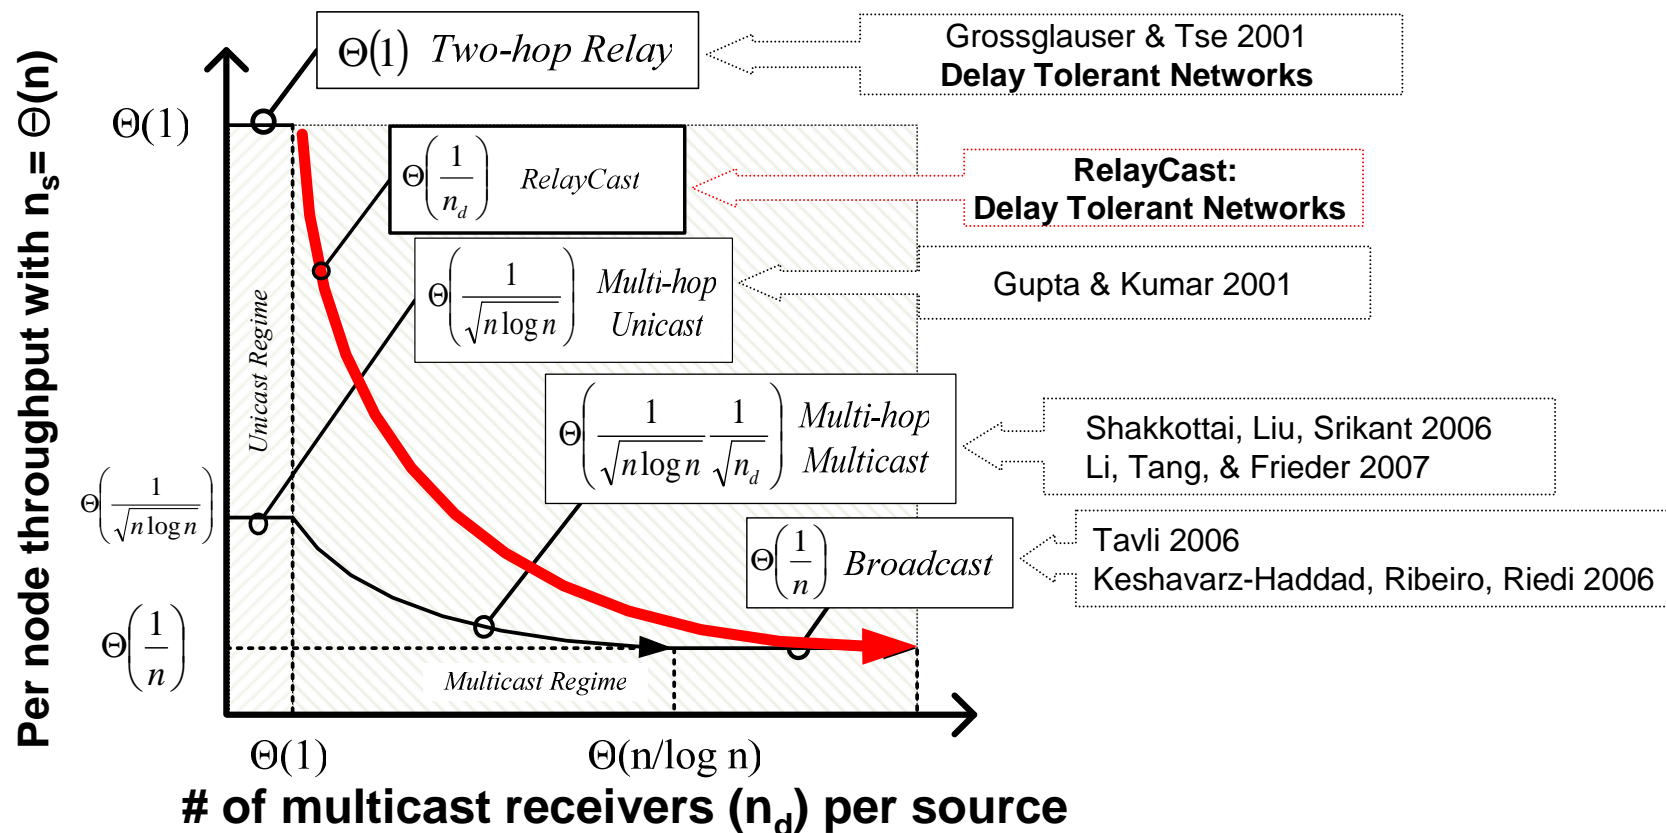 Θ(1) Two-hop Relay
Grossglauser & Tse 2001
Delay Tolerant Networks
Per node throughput with n_s= Θ(n)
Θ(1)
Θ(1/n_d) RelayCast
RelayCast:
Delay Tolerant Networks
Θ(1/√(n log n)) Multi-hop
Unicast
Gupta & Kumar 2001
Unicast Regime
Θ(1/√(n log n) 1/√n_d) Multi-hop
Multicast
Shakkottai, Liu, Srikant 2006
Li, Tang, & Frieder 2007
Θ(1/√(n log n))
Θ(1/n) Broadcast
Tavli 2006
Keshavarz-Haddad, Ribeiro, Riedi 2006
Θ(1/n)
Multicast Regime
Θ(1)
Θ(n/log n)
# of multicast receivers (n_d) per source